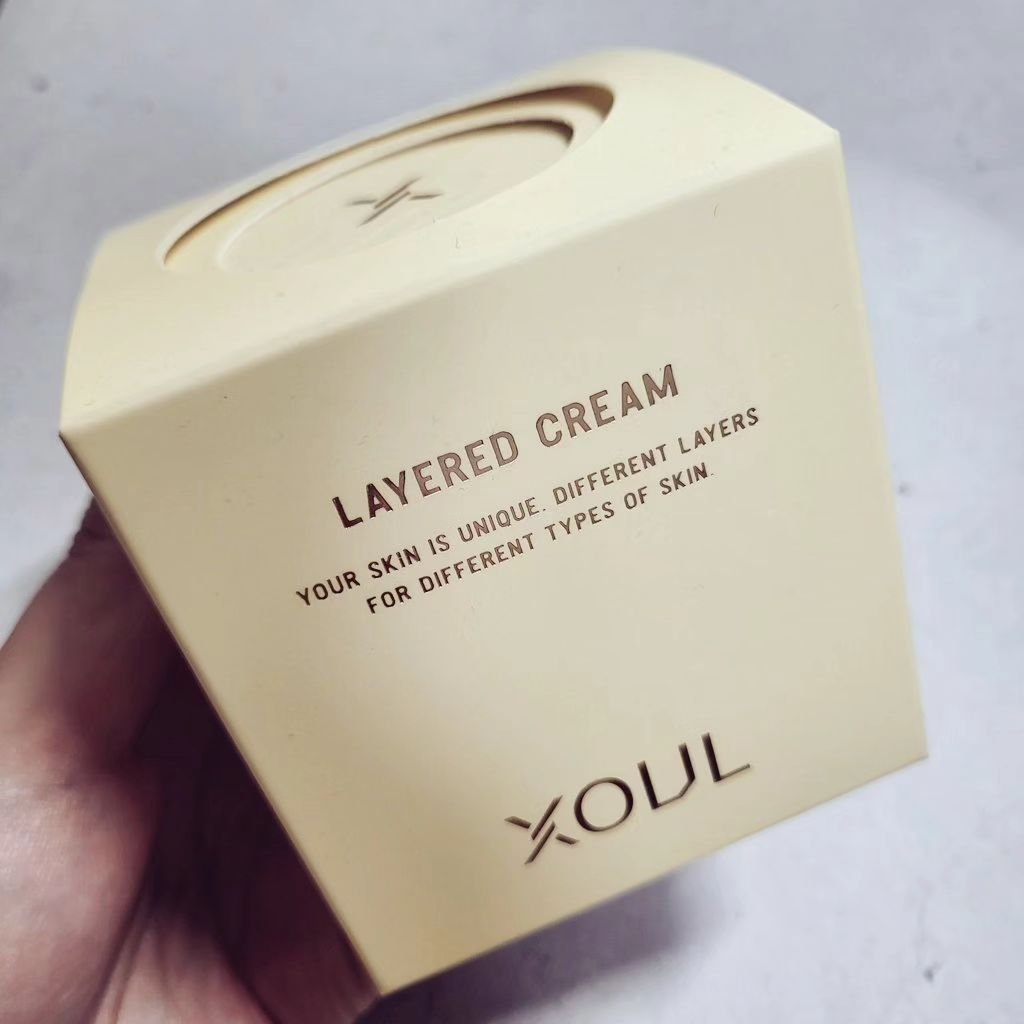 LAYERED CREAM
YOUR SKIN IS UNIQUE. DIFFERENT LAYERS
FOR DIFFERENT TYPES OF SKIN.
XOUL